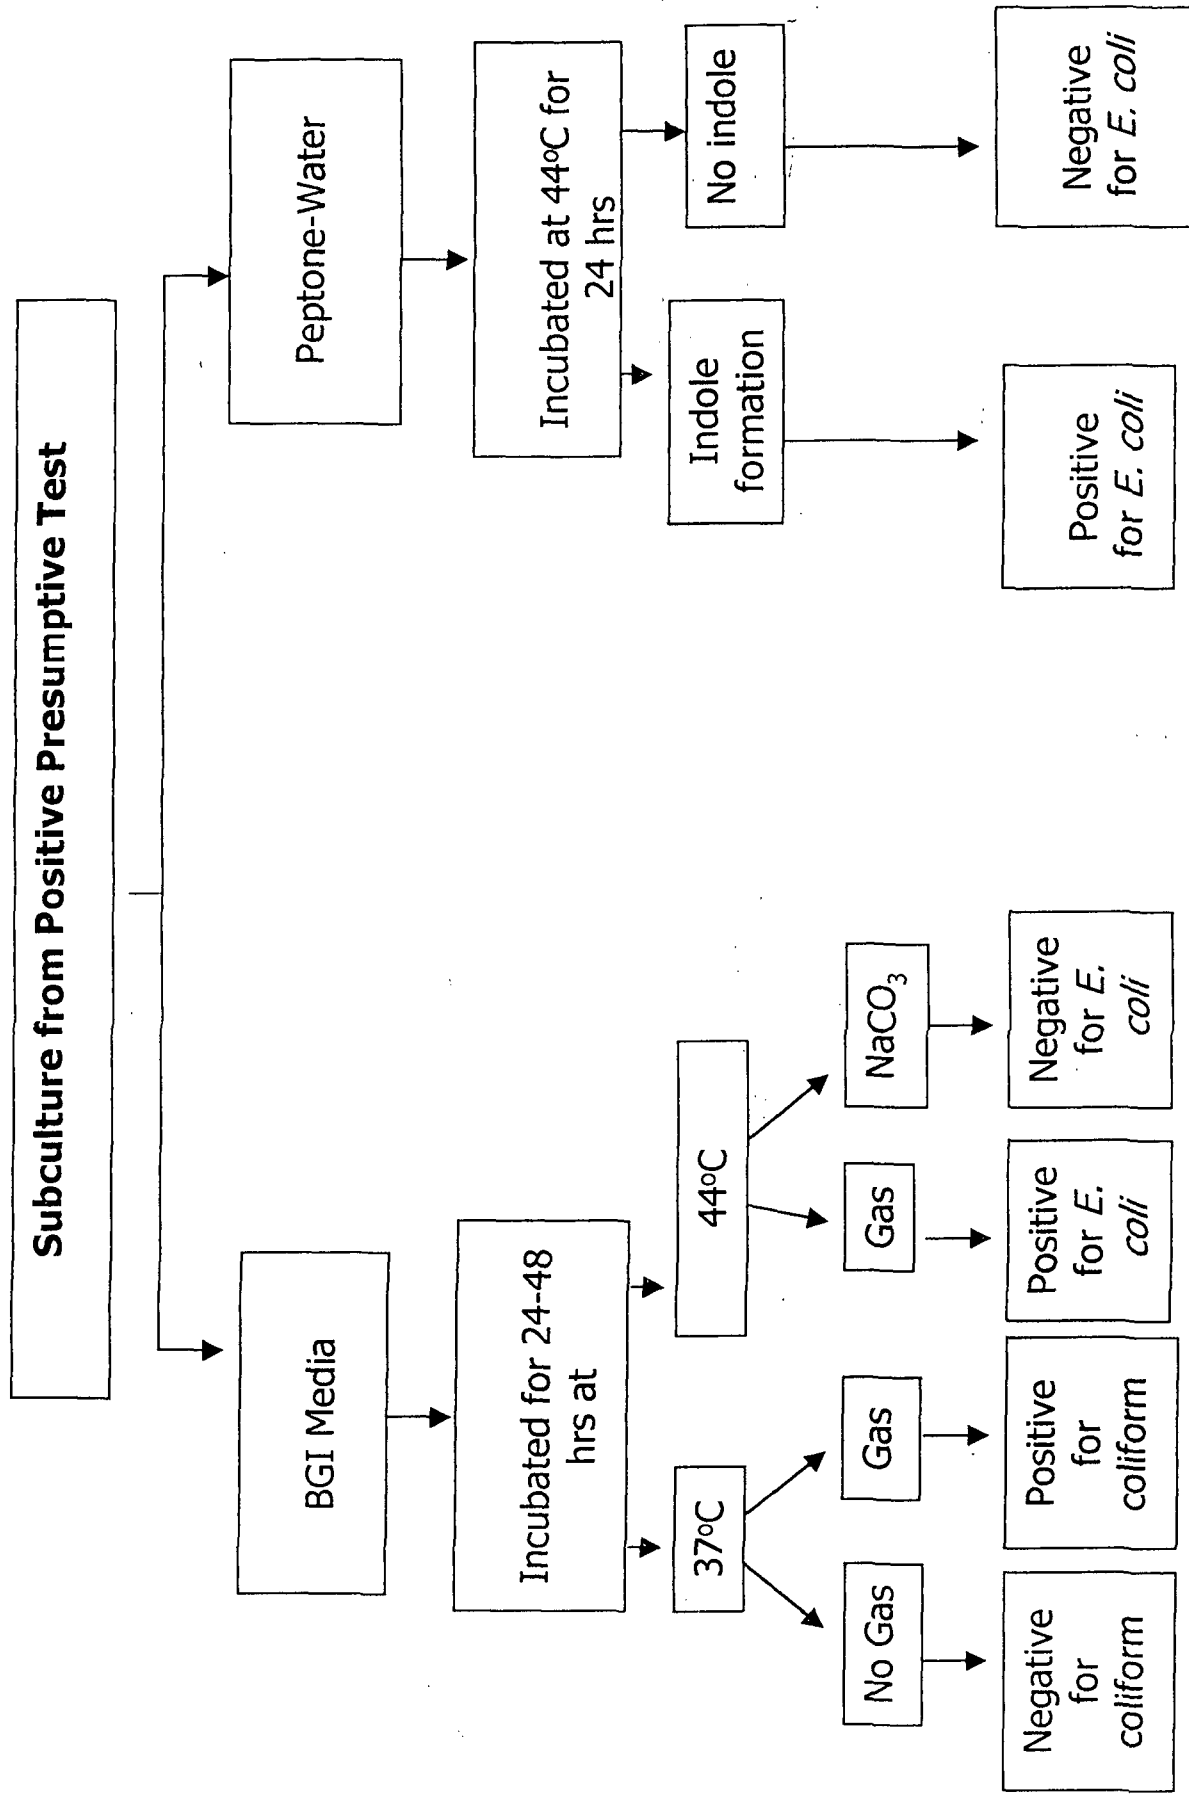 Subculture from Positive Presumptive Test
BGI Media
Peptone-Water
Incubated for 24-48
hrs at
Incubated at 44ºC for
24 hrs
37ºC
44ºC
Indole
formation
No indole
No Gas
Gas
Gas
NaCO₃
Negative
for
coliform
Positive
for
coliform
Positive
for E.
coli
Negative
for E.
coli
Positive
for E. coli
Negative
for E. coli